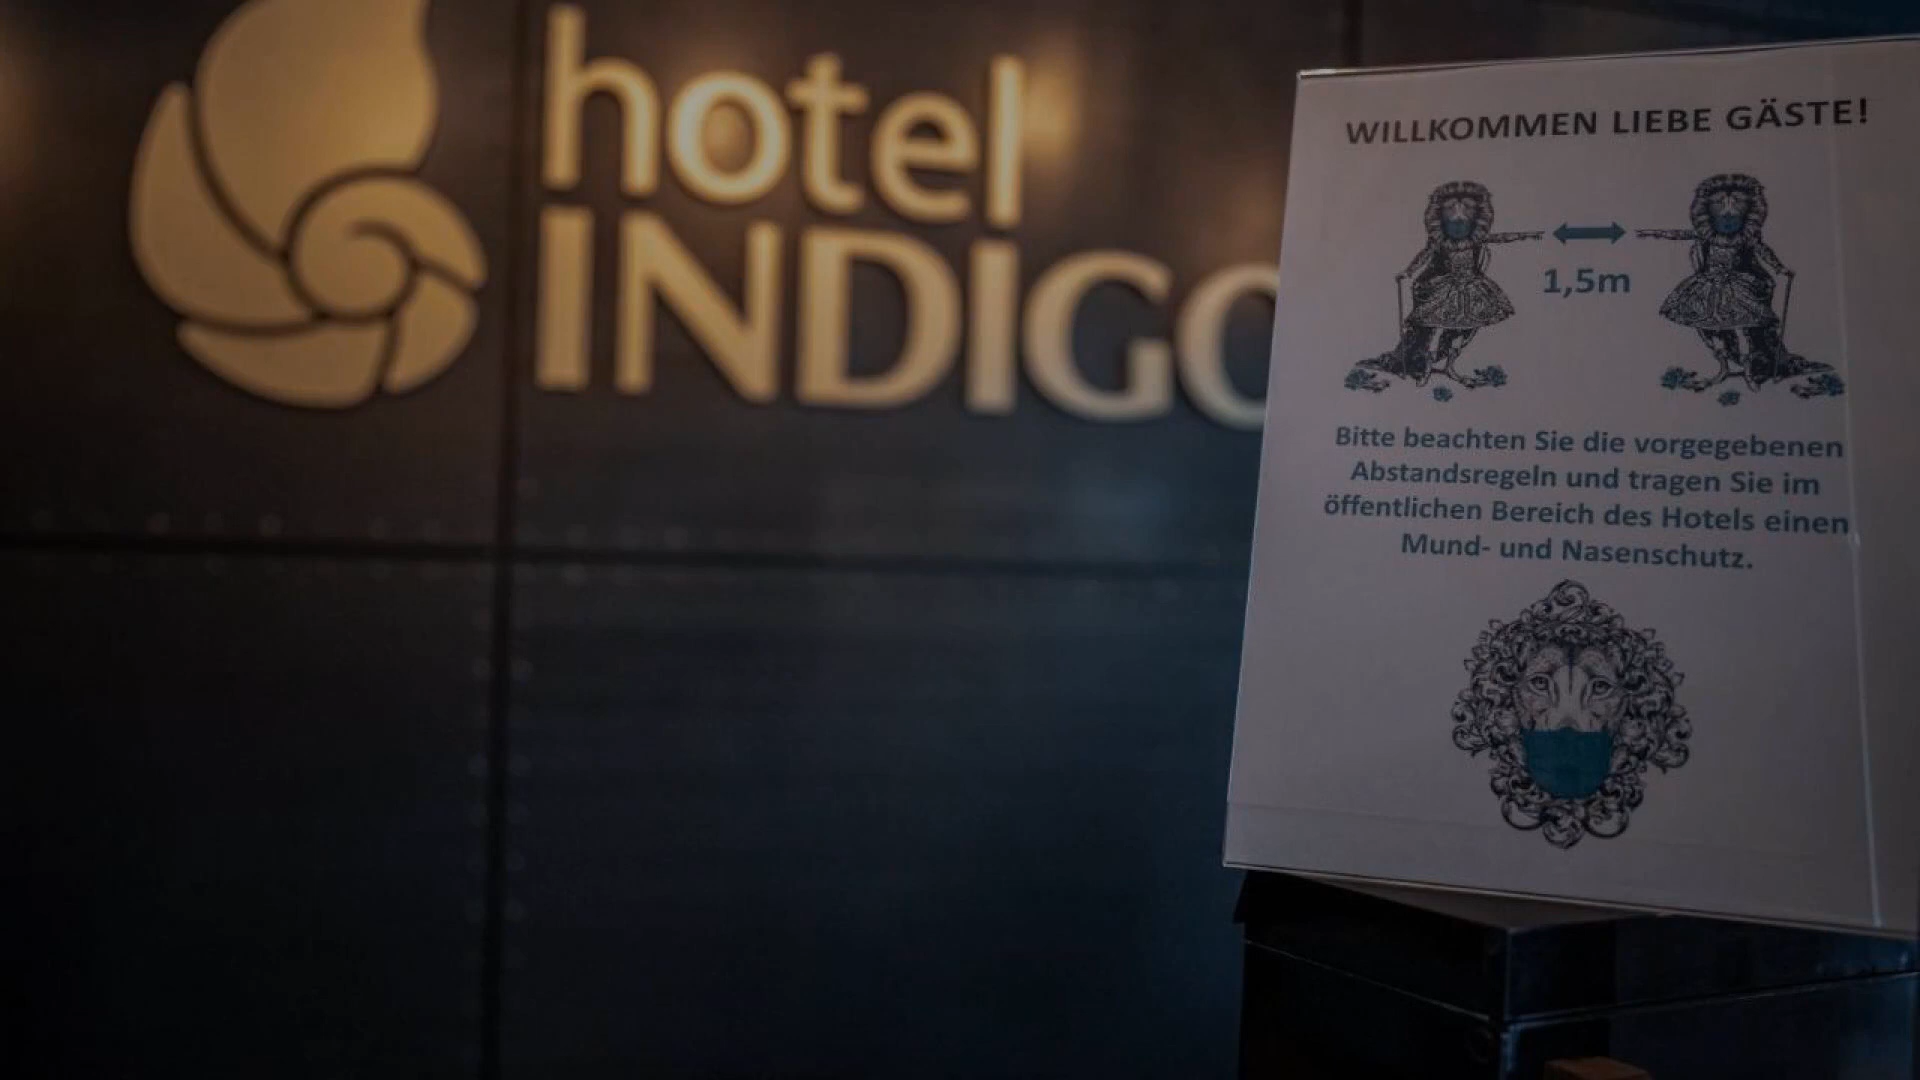 hotel
INDIGO
WILLKOMMEN LIEBE GÄSTE!
1,5m
Bitte beachten Sie die vorgegebenen
Abstandsregeln und tragen Sie im
öffentlichen Bereich des Hotels einen
Mund- und Nasenschutz.